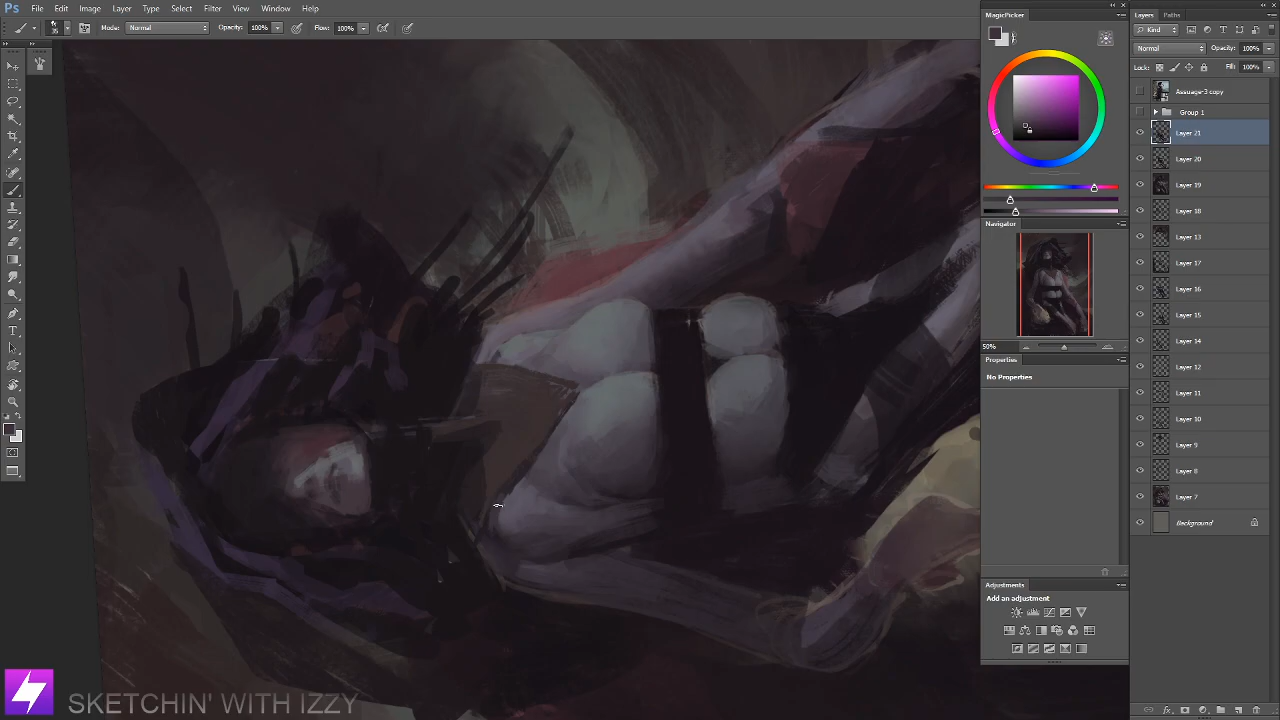 Ps File Edit Image Layer Type Select Filter View Window Help
Mode: Normal Opacity: 100% Flow: 100%
MagicPicker
Navigator
50%
Properties
No Properties
Adjustments
Add an adjustment
Layers Paths
Kind
Normal Opacity: 100%
Lock: Fill: 100%
Assuage-3 copy
Group 1
Layer 21
Layer 20
Layer 19
Layer 18
Layer 13
Layer 17
Layer 16
Layer 15
Layer 14
Layer 12
Layer 11
Layer 10
Layer 9
Layer 8
Layer 7
Background
SKETCHIN' WITH IZZY